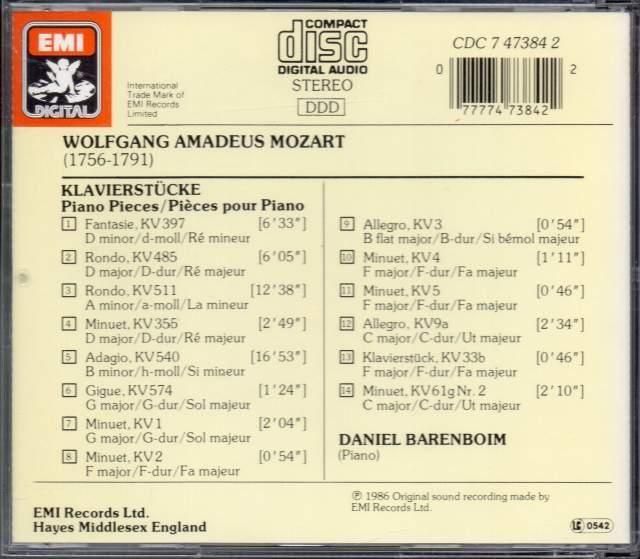 EMI
DIGITAL
International
Trade Mark of
EMI Records
Limited
COMPACT
disc
DIGITAL AUDIO
STEREO
DDD
CDC 7 47384 2
0 77774 73842 2
WOLFGANG AMADEUS MOZART
(1756-1791)
KLAVIERSTÜCKE
Piano Pieces/Pièces pour Piano
1 Fantasie, KV397 [6'33"]
D minor/d-moll/Ré mineur
2 Rondo, KV485 [6'05"]
D major/D-dur/Ré majeur
3 Rondo, KV511 [12'38"]
A minor/a-moll/La mineur
4 Minuet, KV355 [2'49"]
D major/D-dur/Ré majeur
5 Adagio, KV540 [16'53"]
B minor/h-moll/Si mineur
6 Gigue, KV574 [1'24"]
G major/G-dur/Sol majeur
7 Minuet, KV1 [2'04"]
G major/G-dur/Sol majeur
8 Minuet, KV2 [0'54"]
F major/F-dur/Fa majeur
9 Allegro, KV3 [0'54"]
B flat major/B-dur/Si bémol majeur
10 Minuet, KV4 [1'11"]
F major/F-dur/Fa majeur
11 Minuet, KV5 [0'46"]
F major/F-dur/Fa majeur
12 Allegro, KV9a [2'34"]
C major/C-dur/Ut majeur
13 Klavierstück, KV33b [0'46"]
F major/F-dur/Fa majeur
14 Minuet, KV61g Nr. 2 [2'10"]
C major/C-dur/Ut majeur
DANIEL BARENBOIM
(Piano)
℗ 1986 Original sound recording made by
EMI Records Ltd.
EMI Records Ltd.
Hayes Middlesex England
LC 0542